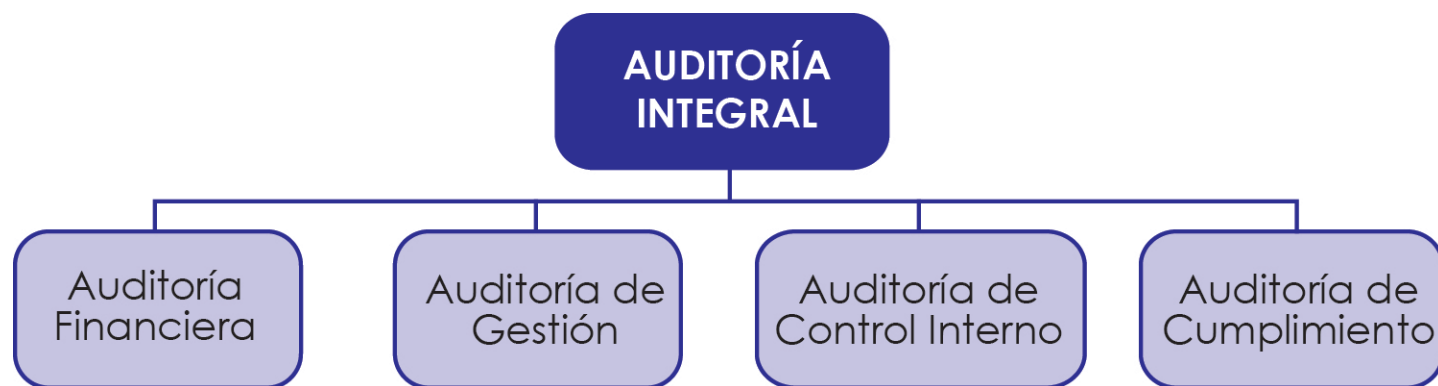 AUDITORÍA
INTEGRAL
Auditoría
Financiera
Auditoría de
Gestión
Auditoría de
Control Interno
Auditoría de
Cumplimiento